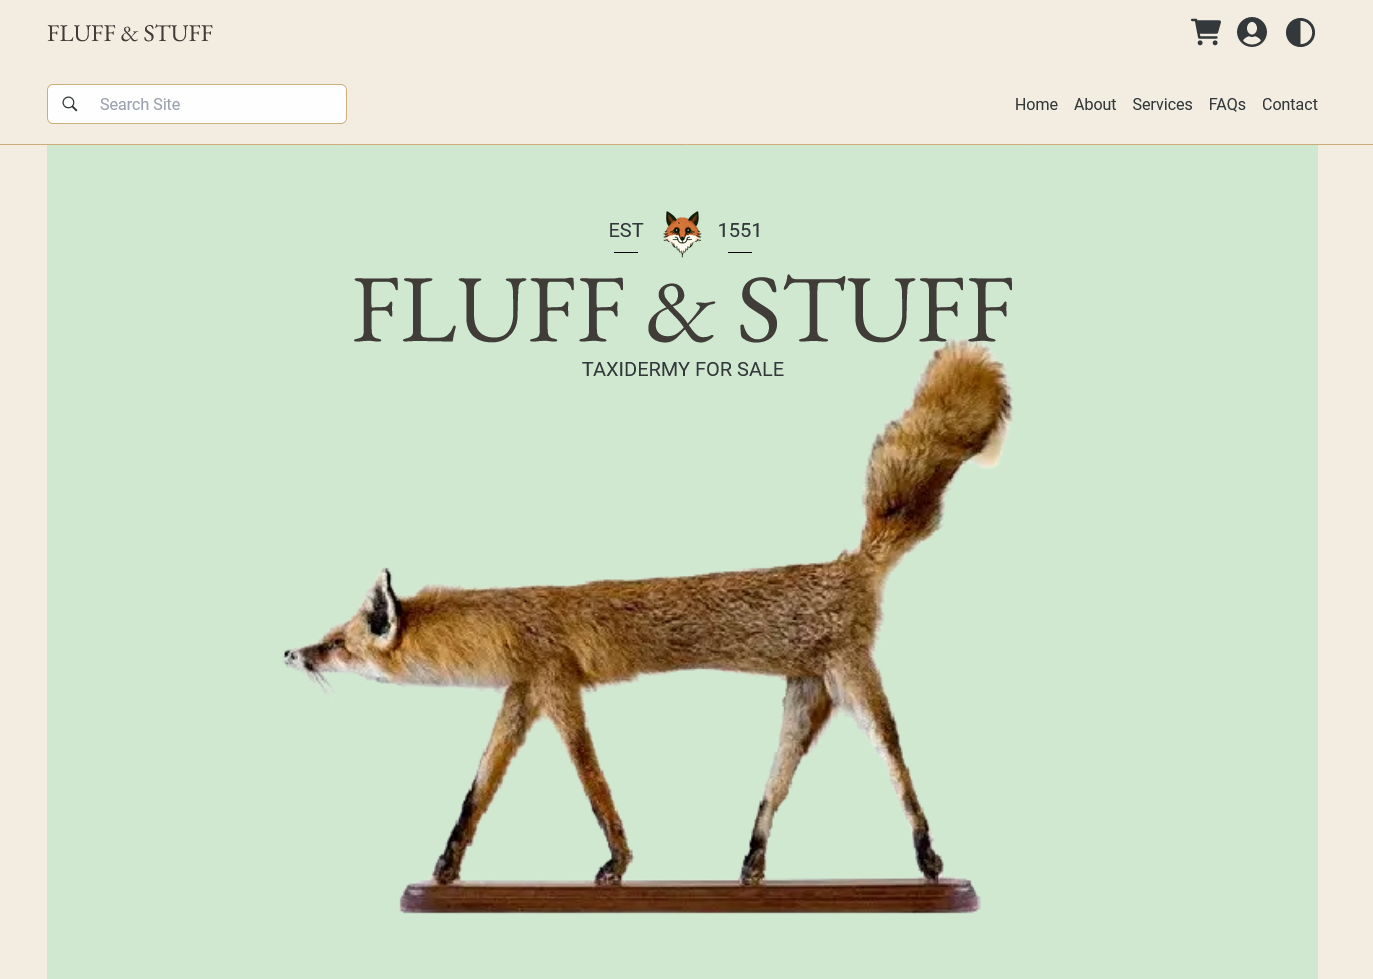 FLUFF & STUFF
Search Site
Home About Services FAQs Contact
EST 1551
FLUFF & STUFF
TAXIDERMY FOR SALE